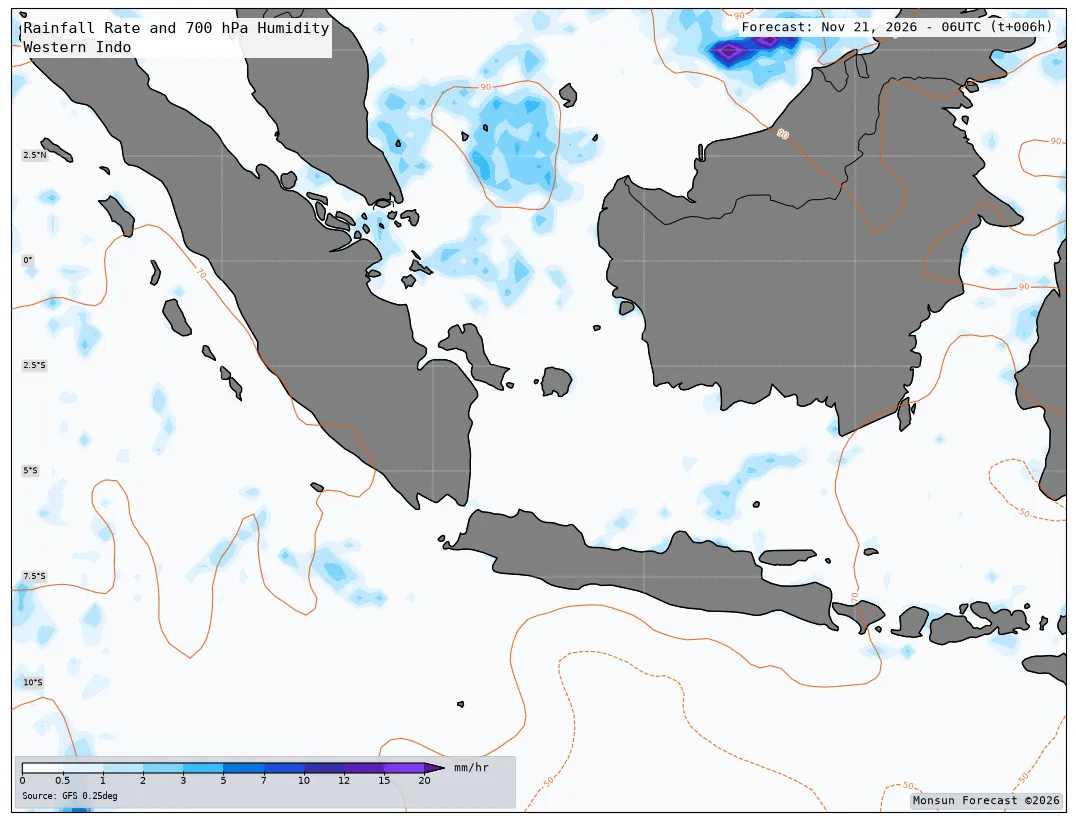 Rainfall Rate and 700 hPa Humidity
Western Indo
Forecast: Nov 21, 2026 - 06UTC (t+006h)
90
90
90
90
2.5°N
0°
70
90
2.5°S
5°S
50
7.5°S
70
10°S
50
50
50
0 0.5 1 2 3 5 7 10 12 15 20
mm/hr
Source: GFS 0.25deg
Monsun Forecast ©2026